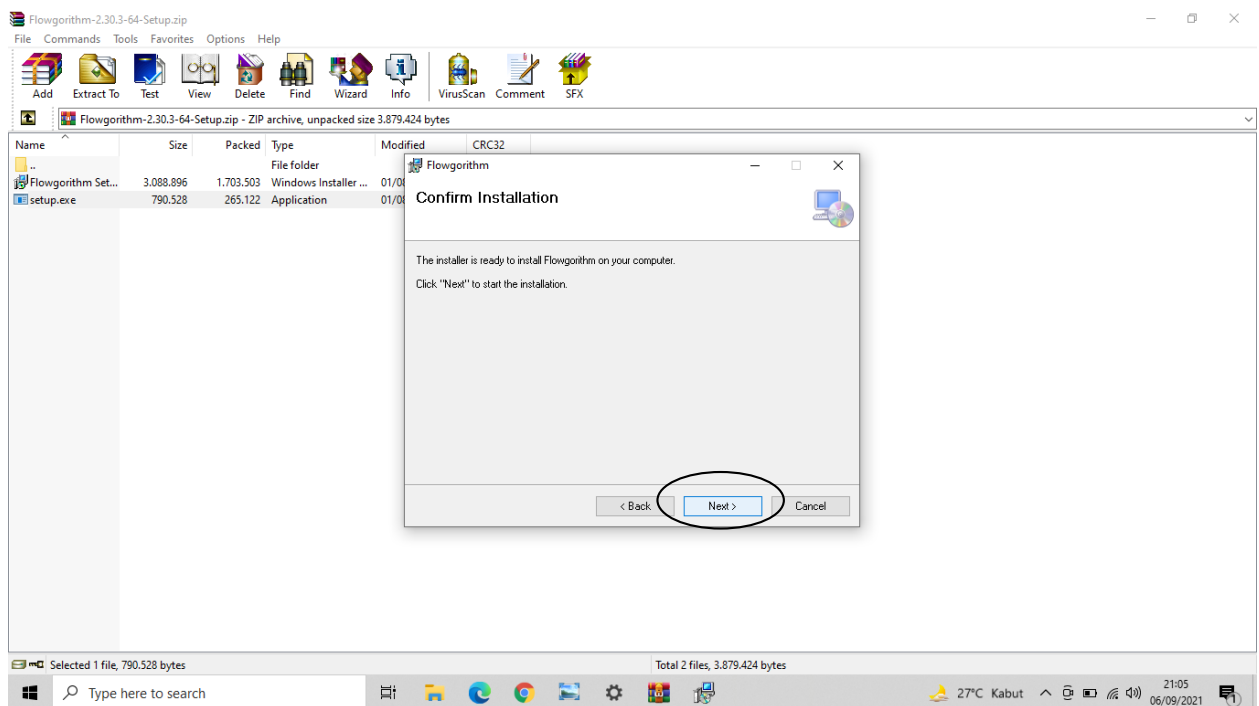 Flowgorithm-2.30.3-64-Setup.zip
File Commands Tools Favorites Options Help
Add Extract To Test View Delete Find Wizard Info VirusScan Comment SFX
Flowgorithm-2.30.3-64-Setup.zip - ZIP archive, unpacked size 3.879.424 bytes
Name Size Packed Type Modified CRC32
.. File folder
Flowgorithm Set... 3.088.896 1.703.503 Windows Installer ... 01/08
setup.exe 790.528 265.122 Application 01/08
Flowgorithm
Confirm Installation
The installer is ready to install Flowgorithm on your computer.
Click "Next" to start the installation.
< Back Next > Cancel
Selected 1 file, 790.528 bytes Total 2 files, 3.879.424 bytes
Type here to search 27°C Kabut 21:05
06/09/2021 1